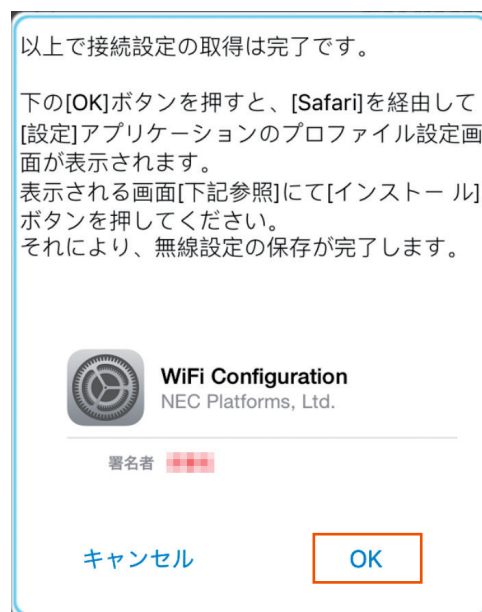 以上で接続設定の取得は完了です。
下の[OK]ボタンを押すと、[Safari]を経由して
[設定]アプリケーションのプロファイル設定画
面が表示されます。
表示される画面[下記参照]にて[インストー ル]
ボタンを押してください。
それにより、無線設定の保存が完了します。
WiFi Configuration
NEC Platforms, Ltd.
署名者
キャンセル OK